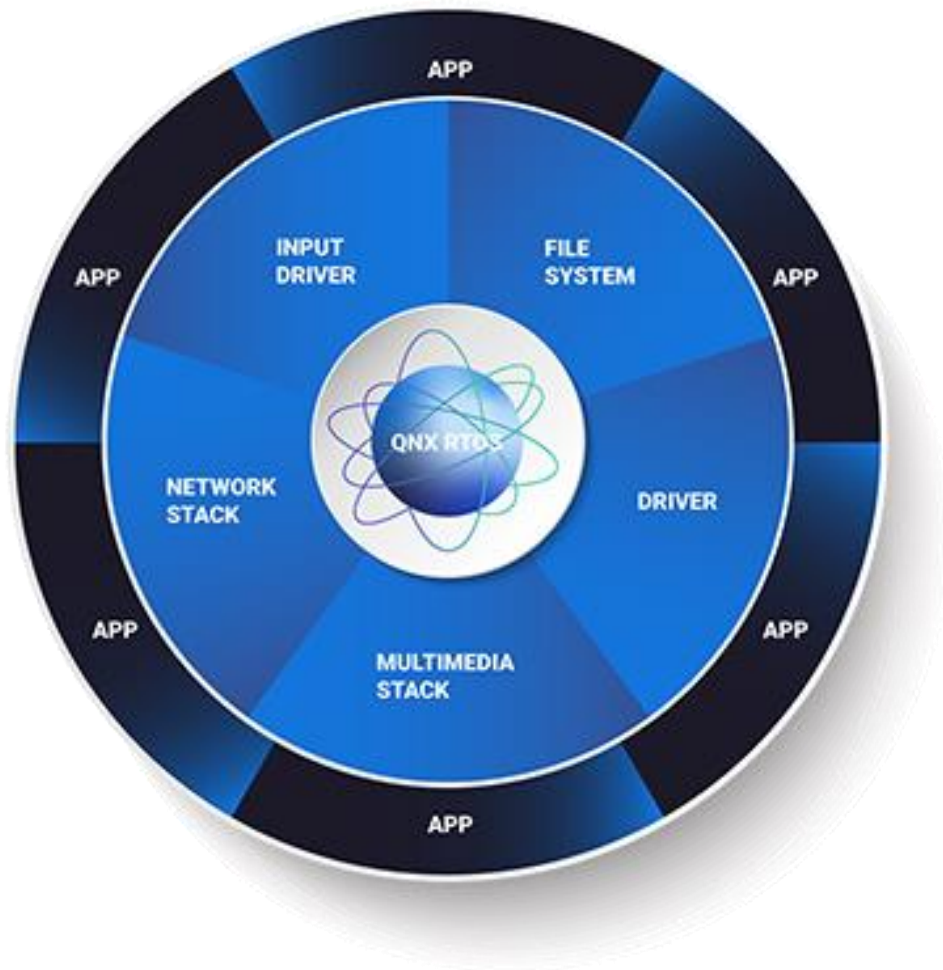 APP
INPUT
DRIVER
FILE
SYSTEM
APP
APP
QNX RTOS
NETWORK
STACK
DRIVER
APP
APP
MULTIMEDIA
STACK
APP